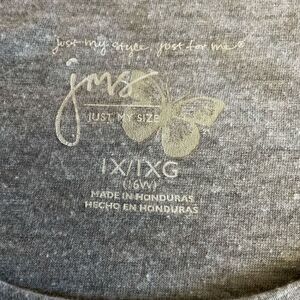 just my style, just for me®
jms
JUST MY SIZE
1X/1XG
(16W)
MADE IN HONDURAS
HECHO EN HONDURAS